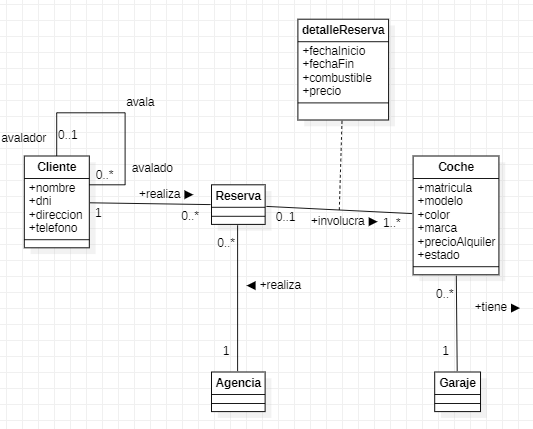 detalleReserva
+fechaInicio
+fechaFin
+combustible
+precio
avala
avalador
0..1
Cliente
+nombre
+dni
+direccion
+telefono
avalado
0..*
1
+realiza ►
0..*
Reserva
0..1
+involucra ►
1..*
Coche
+matricula
+modelo
+color
+marca
+precioAlquiler
+estado
0..*
◄ +realiza
0..*
+tiene ►
1
1
Agencia
Garaje